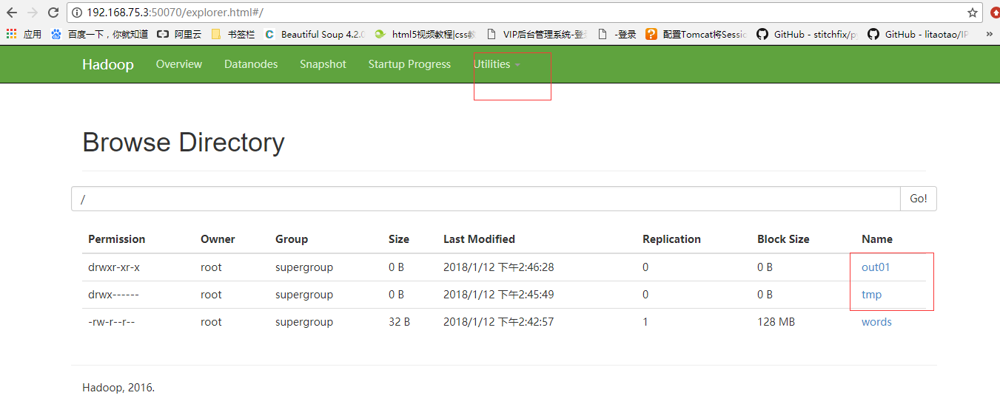 192.168.75.3:50070/explorer.html#/
应用 百度一下，你就知道 阿里云 书签栏 Beautiful Soup 4.2.0 html5视频教程|css教 VIP后台管理系统-登 -登录 配置Tomcat将Sessio GitHub - stitchfix/p GitHub - litaotao/IP »
Hadoop Overview Datanodes Snapshot Startup Progress Utilities
Browse Directory
/ Go!
Permission Owner Group Size Last Modified Replication Block Size Name
drwxr-xr-x root supergroup 0 B 2018/1/12 下午2:46:28 0 0 B out01
drwx------ root supergroup 0 B 2018/1/12 下午2:45:49 0 0 B tmp
-rw-r--r-- root supergroup 32 B 2018/1/12 下午2:42:57 1 128 MB words
Hadoop, 2016.